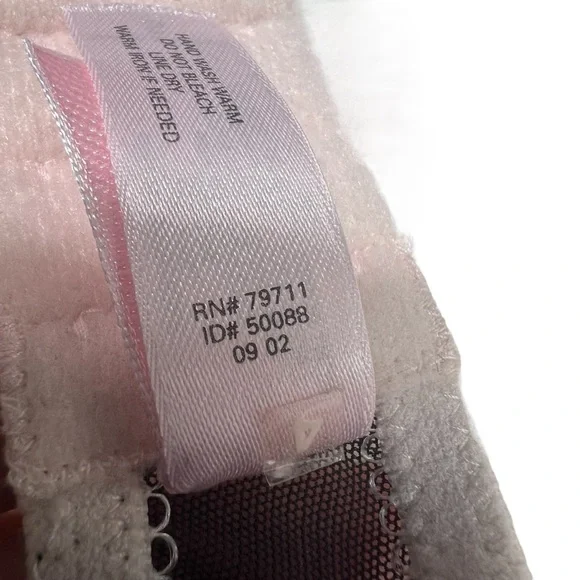 HAND WASH WARM
DO NOT BLEACH
LINE DRY
WARM IRON IF NEEDED
RN# 79711
ID# 50088
09 02